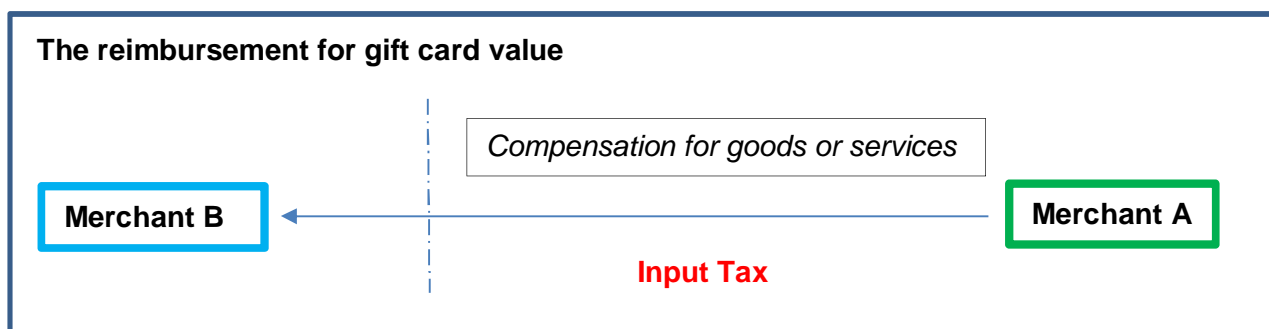 The reimbursement for gift card value
Compensation for goods or services
Merchant B
Merchant A
Input Tax